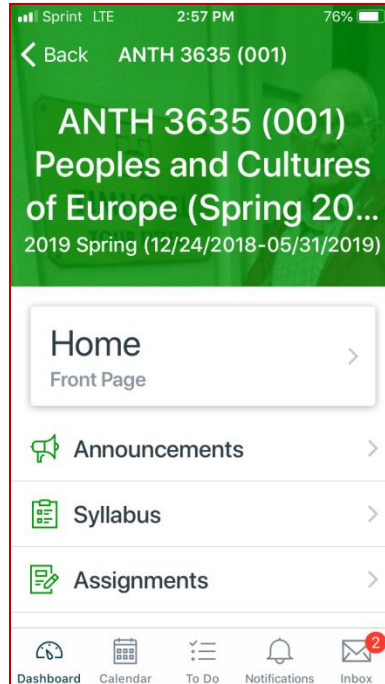 Sprint LTE 2:57 PM 76%
Back ANTH 3635 (001)
ANTH 3635 (001)
Peoples and Cultures
of Europe (Spring 20...
2019 Spring (12/24/2018-05/31/2019)
Home
Front Page
Announcements
Syllabus
Assignments
2
Dashboard Calendar To Do Notifications Inbox